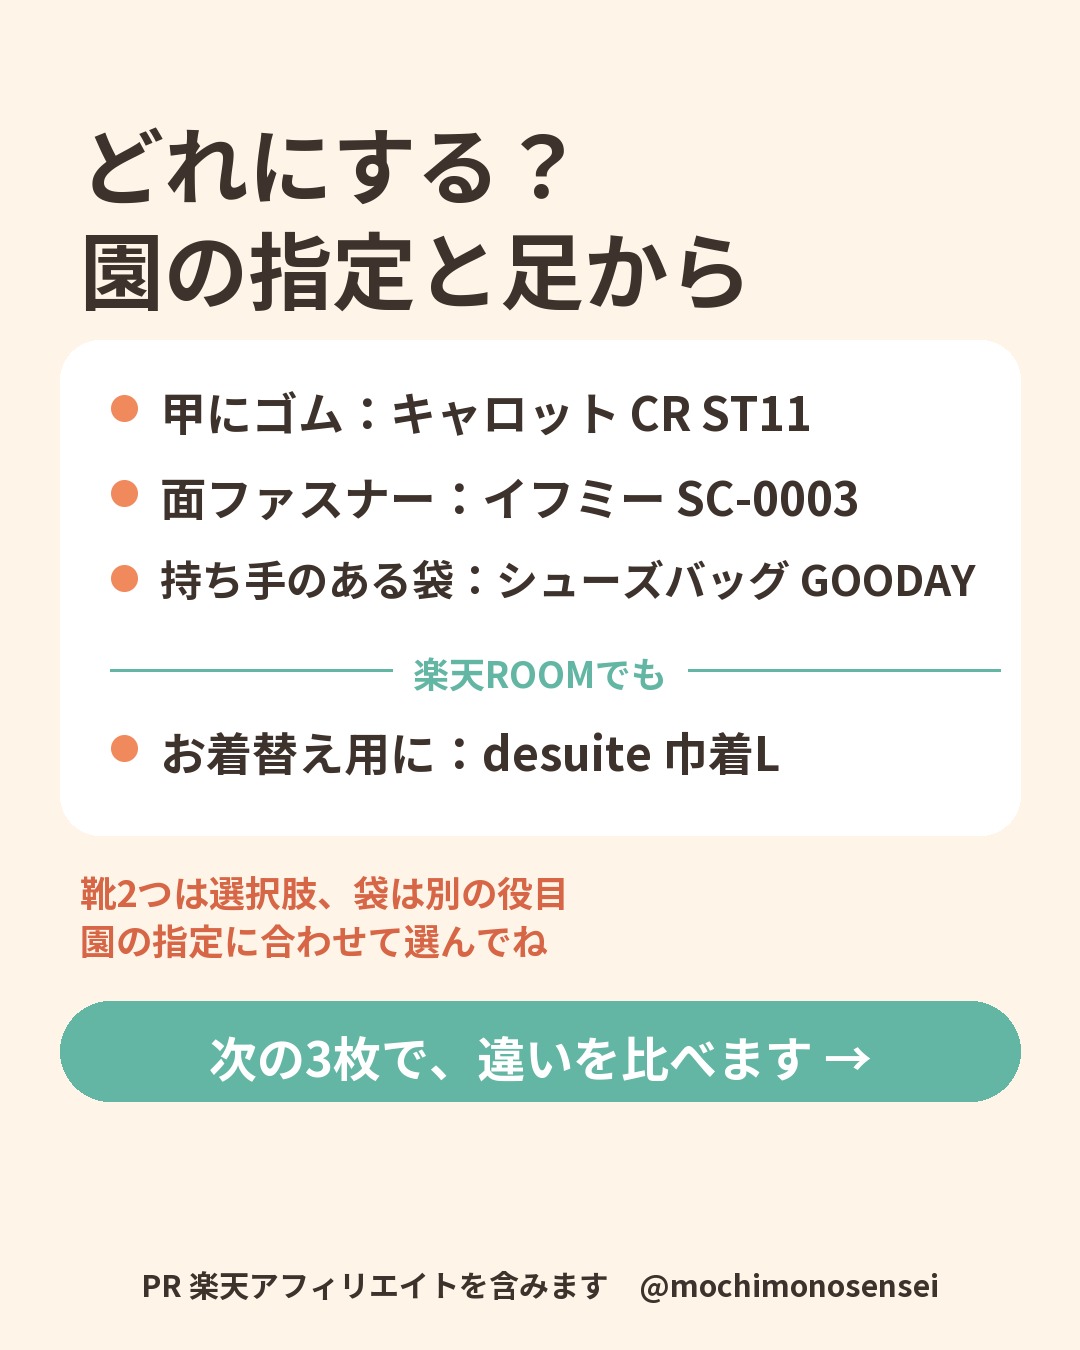 どれにする？
園の指定と足から
甲にゴム：キャロット CR ST11
面ファスナー：イフミー SC-0003
持ち手のある袋：シューズバッグ GOODAY
楽天ROOMでも
お着替え用に：desuite 巾着L
靴2つは選択肢、袋は別の役目
園の指定に合わせて選んでね
次の3枚で、違いを比べます →
PR 楽天アフィリエイトを含みます　@mochimonosensei